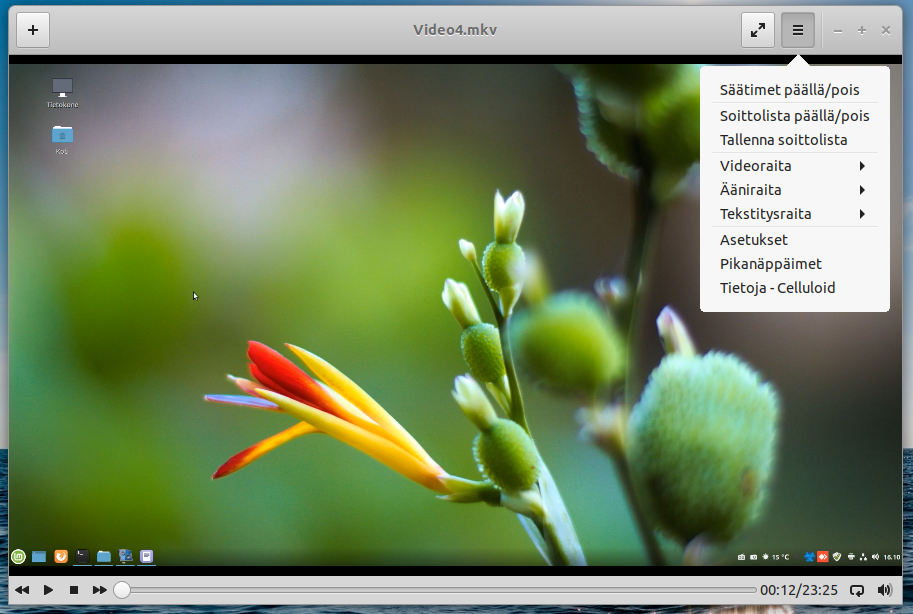 Video4.mkv
Tietokone
Koti
Säätimet päällä/pois
Soittolista päällä/pois
Tallenna soittolista
Videoraita
Ääniraita
Tekstitysraita
Asetukset
Pikanäppäimet
Tietoja - Celluloid
15 °C
16.10
00:12/23:25